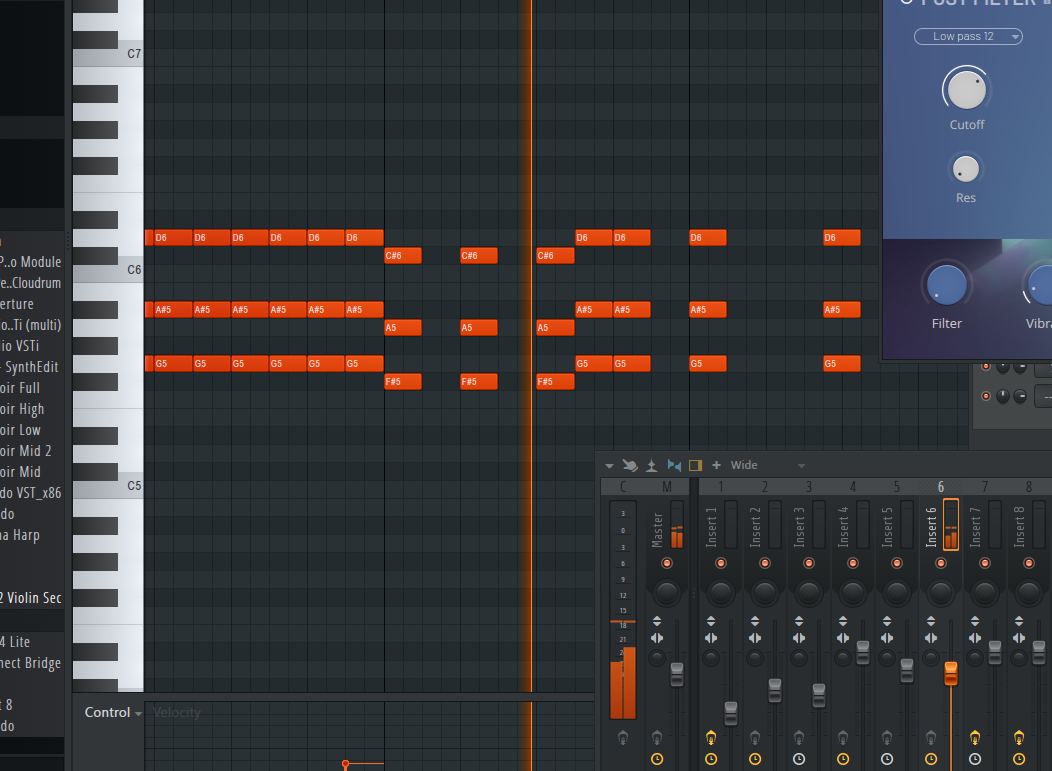 POST FILTER
Low pass 12
C7
Cutoff
Res
D6 D6 D6 D6 D6 D6 D6 D6 D6 D6
C#6 C#6 C#6
P..o Module
C6
e..Cloudrum
erture
A#5 A#5 A#5 A#5 A#5 A#5 A#5 A#5 A#5 A#5
Filter Vibra
io..Ti (multi)
A5 A5 A5
lio VSTi
SynthEdit
G5 G5 G5 G5 G5 G5 G5 G5 G5 G5
F#5 F#5 F#5
oir Full
oir High
oir Low
oir Mid 2
Wide
oir Mid
C5
C M 1 2 3 4 5 6 7 8
do VST_x86
do
Master Insert 1 Insert 2 Insert 3 Insert 4 Insert 5 Insert 6 Insert 7 Insert 8
na Harp
3
0
3
6
9
12
15
18
21
2 Violin Sec
4 Lite
nect Bridge
t 8
do
Control Velocity